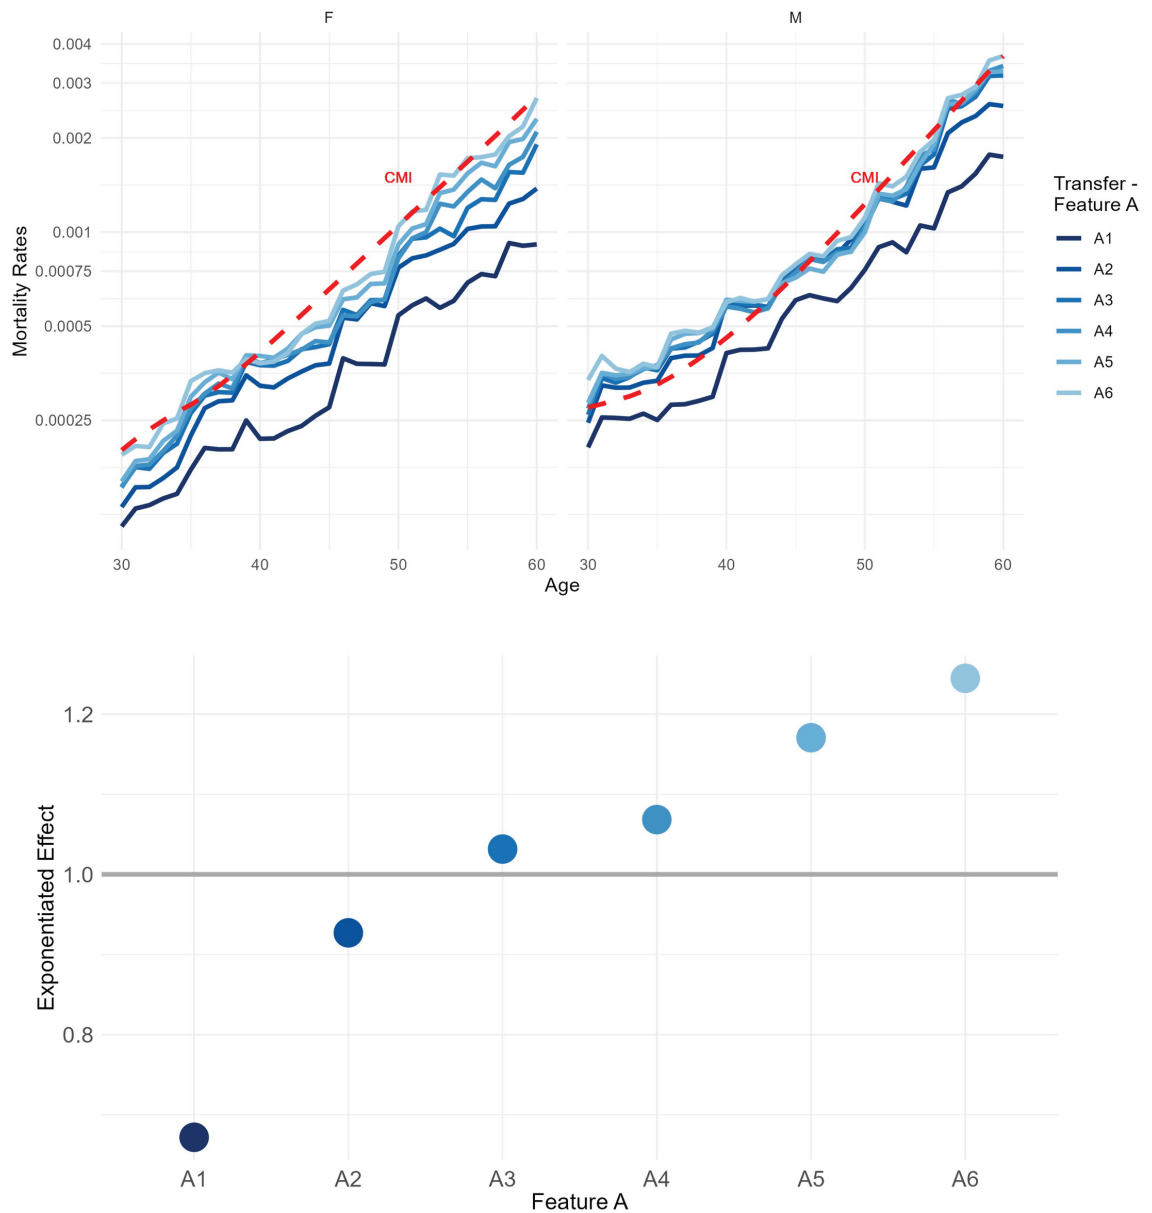 F
M
0.004
0.003
0.002
0.001
0.00075
0.0005
0.00025
Mortality Rates
CMI
CMI
30
40
50
60
30
40
50
60
Age
Transfer -
Feature A
A1
A2
A3
A4
A5
A6
1.2
1.0
0.8
Exponentiated Effect
A1
A2
A3
A4
A5
A6
Feature A